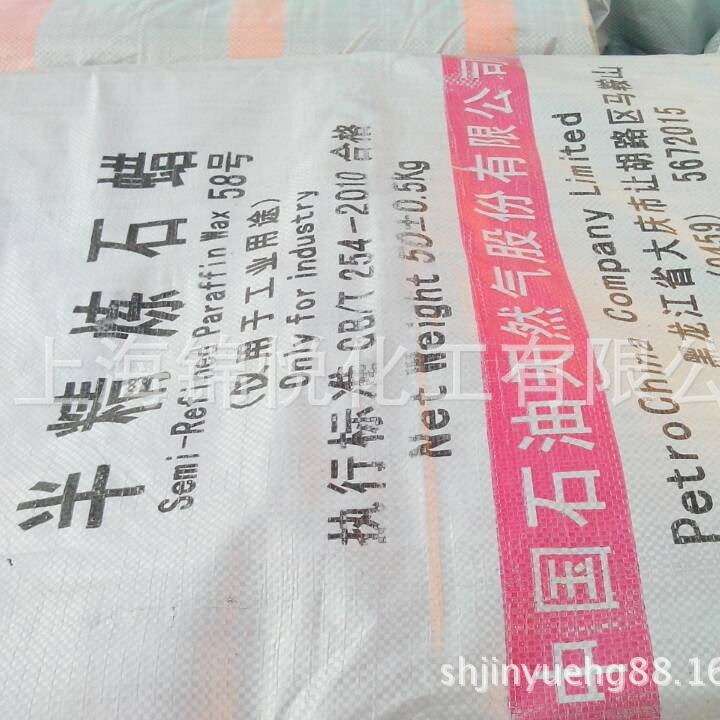 半精炼石蜡
Semi-Refined Paraffin Wax 58号
(仅用于工业用途)
Only for industry
执行标准 GB/T 254-2010 合格
Net Weight 50±0.5Kg
中国石油天然气股份有限公司
PetroChina Company Limited
黑龙江省大庆市让胡路区马鞍山
(0459) 5672015
上海锦悦化工有限公
shjinyuehg88.16